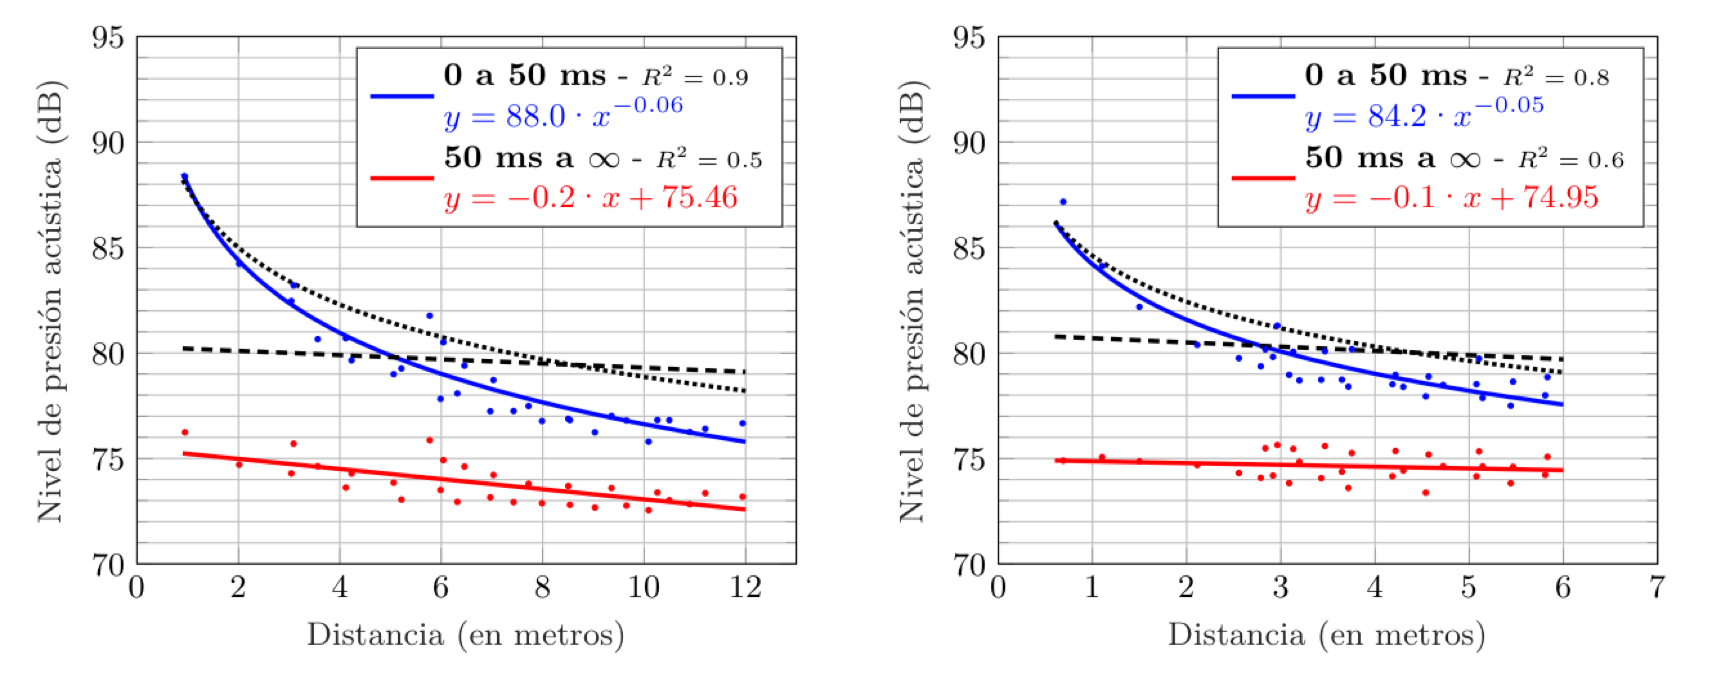 95
90
85
80
75
70
0 2 4 6 8 10 12
Nivel de presión acústica (dB)
Distancia (en metros)
0 a 50 ms - R² = 0.9
y = 88.0 · x^−0.06
50 ms a ∞ - R² = 0.5
y = −0.2 · x + 75.46
95
90
85
80
75
70
0 1 2 3 4 5 6 7
Nivel de presión acústica (dB)
Distancia (en metros)
0 a 50 ms - R² = 0.8
y = 84.2 · x^−0.05
50 ms a ∞ - R² = 0.6
y = −0.1 · x + 74.95